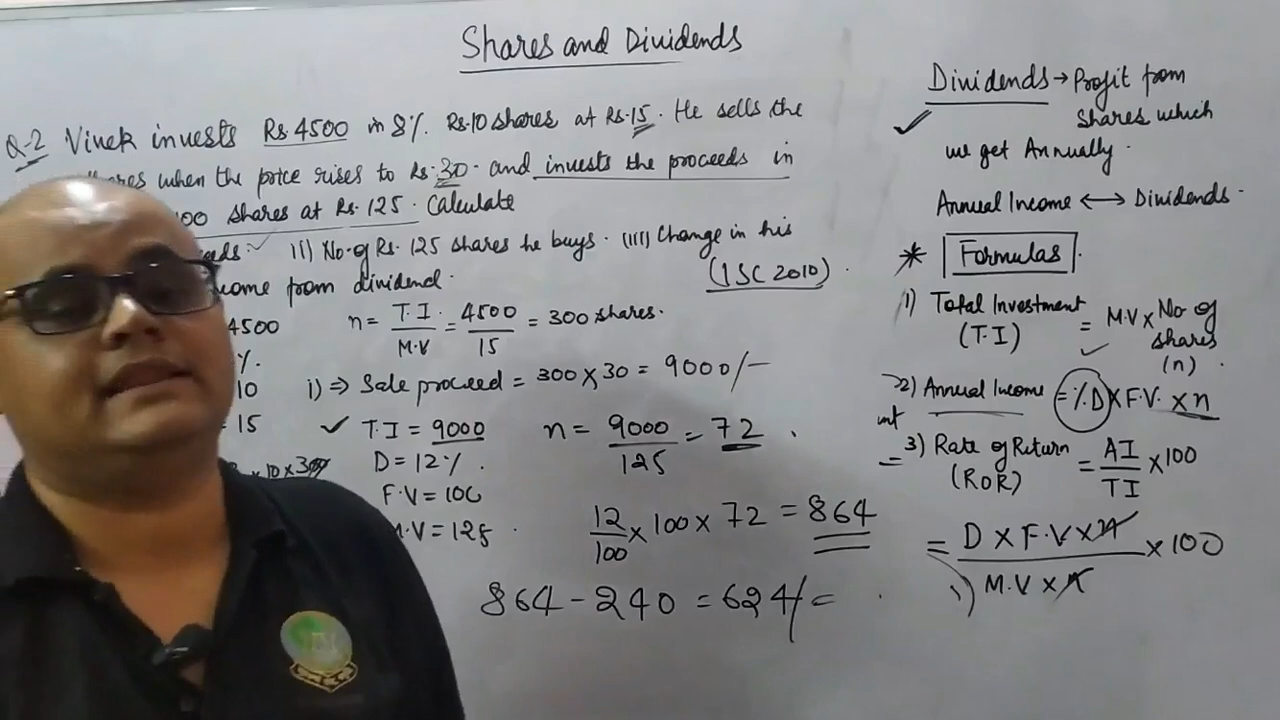 Shares and Dividends
Q-2 Vivek invests Rs. 4500 in 8%. Rs.10 shares at Rs.15. He sells the
when the price rises to Rs.30. and invests the proceeds in
shares at Rs.125. Calculate
ii) No of Rs. 125 shares he buys. (iii) Change in his
from dividend.
(ISC 2010).
4500
%.
10
= 15
n = T.I. / M.V = 4500 / 15 = 300 shares.
i) ⇒ Sale proceed = 300 × 30 = 9000/-
✓ T.I = 9000
D = 12%.
F.V = 100
M.V = 125
n = 9000 / 125 = 72.
12 / 100 × 100 × 72 = 864
864 - 240 = 624/=
Dividends → Profit from
shares which
✓ we get Annually.
Annual Income ↔ Dividends.
* Formulas
1) Total Investment (T.I) = M.V × No of shares (n).
2) Annual Income = %D × F.V. × n
3) Rate of Return (ROR) = AI / TI × 100
= D × F.V × n / M.V × n × 100